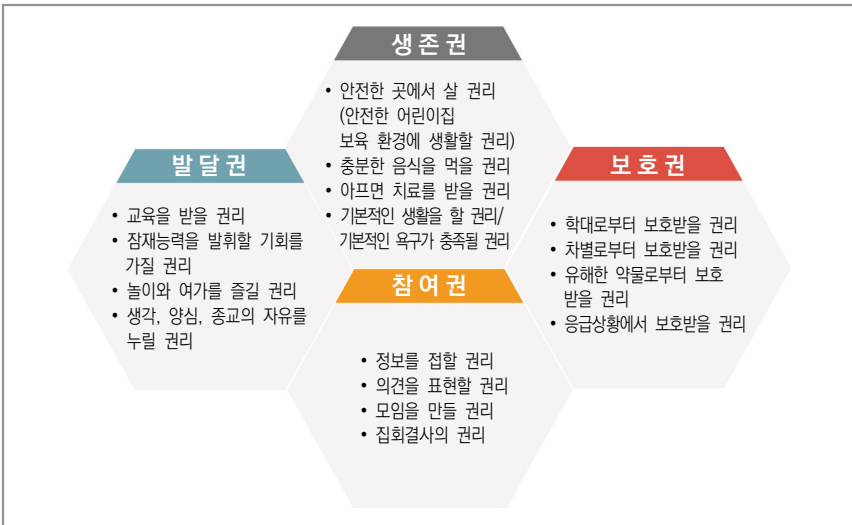 생존권
• 안전한 곳에서 살 권리
(안전한 어린이집
보육 환경에 생활할 권리)
• 충분한 음식을 먹을 권리
• 아프면 치료를 받을 권리
• 기본적인 생활을 할 권리/
기본적인 욕구가 충족될 권리
발달권
• 교육을 받을 권리
• 잠재능력을 발휘할 기회를
가질 권리
• 놀이와 여가를 즐길 권리
• 생각, 양심, 종교의 자유를
누릴 권리
보호권
• 학대로부터 보호받을 권리
• 차별로부터 보호받을 권리
• 유해한 약물로부터 보호
받을 권리
• 응급상황에서 보호받을 권리
참여권
• 정보를 접할 권리
• 의견을 표현할 권리
• 모임을 만들 권리
• 집회결사의 권리